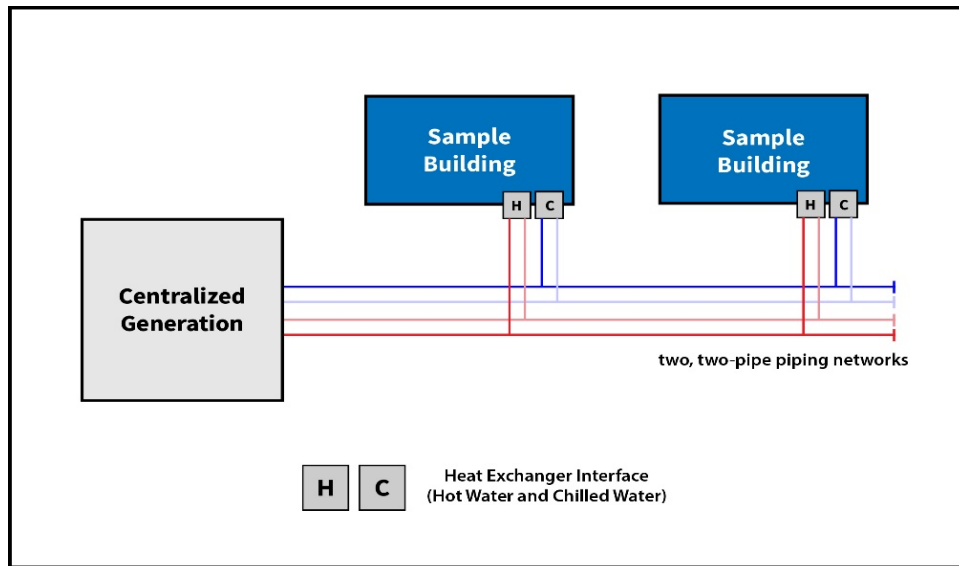 Sample
Building
Sample
Building
H C
H C
Centralized
Generation
two, two-pipe piping networks
H C
Heat Exchanger Interface
(Hot Water and Chilled Water)